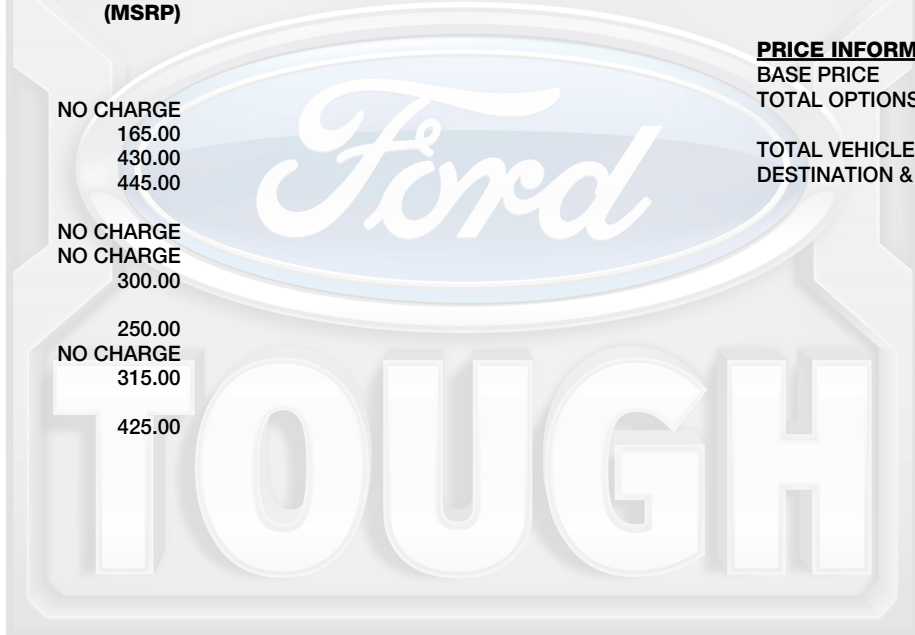 (MSRP)
NO CHARGE
165.00
430.00
445.00
NO CHARGE
NO CHARGE
300.00
250.00
NO CHARGE
315.00
425.00
PRICE INFORM
BASE PRICE
TOTAL OPTIONS
TOTAL VEHICLE
DESTINATION &
Ford
TOUGH